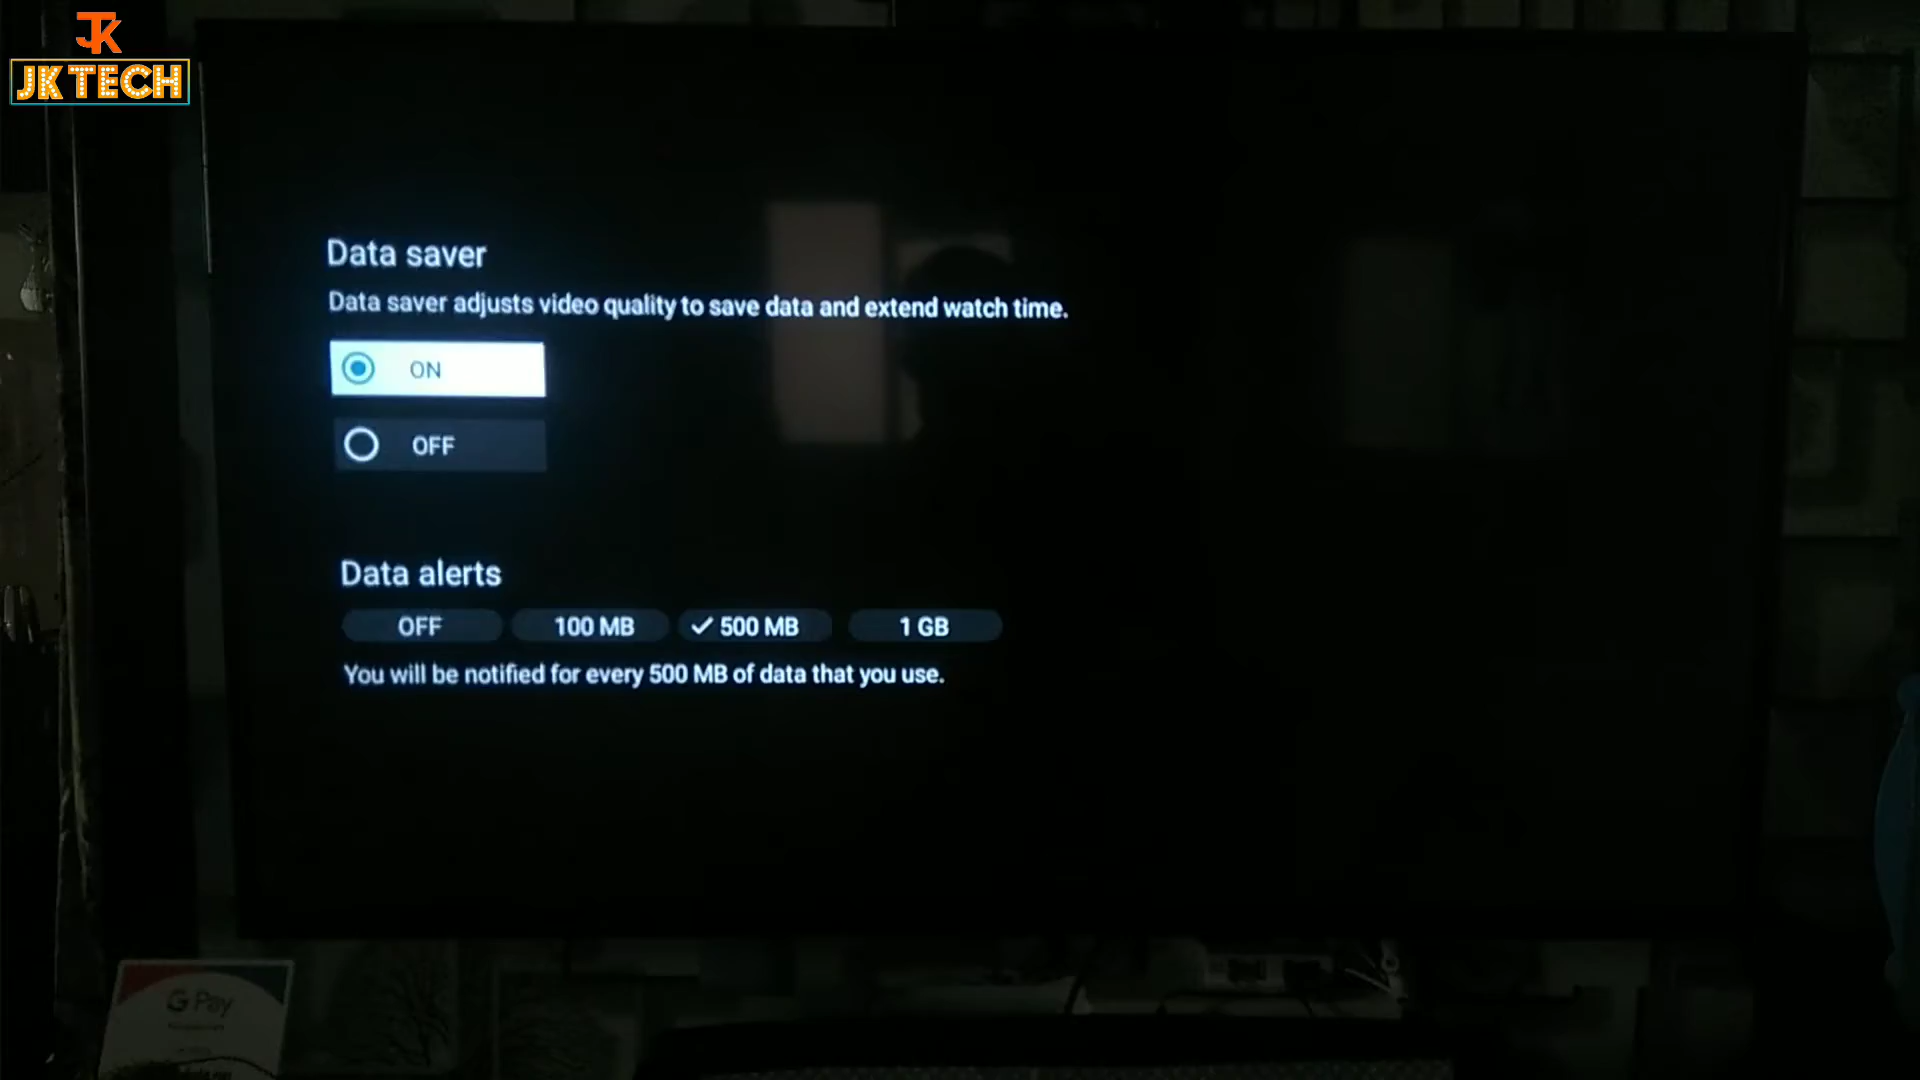 JK
JK TECH
Data saver
Data saver adjusts video quality to save data and extend watch time.
ON
OFF
Data alerts
OFF 100 MB ✓ 500 MB 1 GB
You will be notified for every 500 MB of data that you use.
G Pay